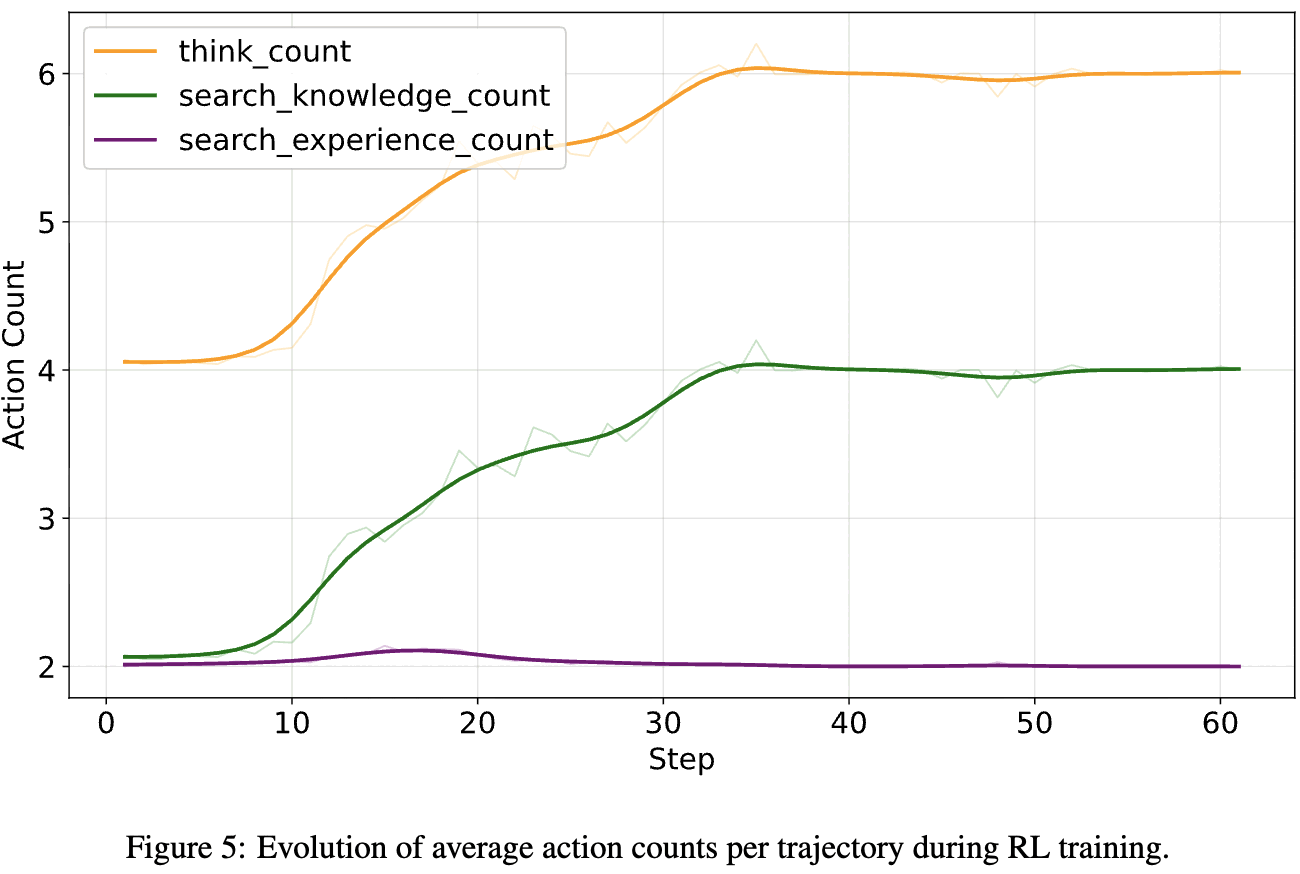 think_count
search_knowledge_count
search_experience_count
6
5
4
3
2
Action Count
0 10 20 30 40 50 60
Step
Figure 5: Evolution of average action counts per trajectory during RL training.